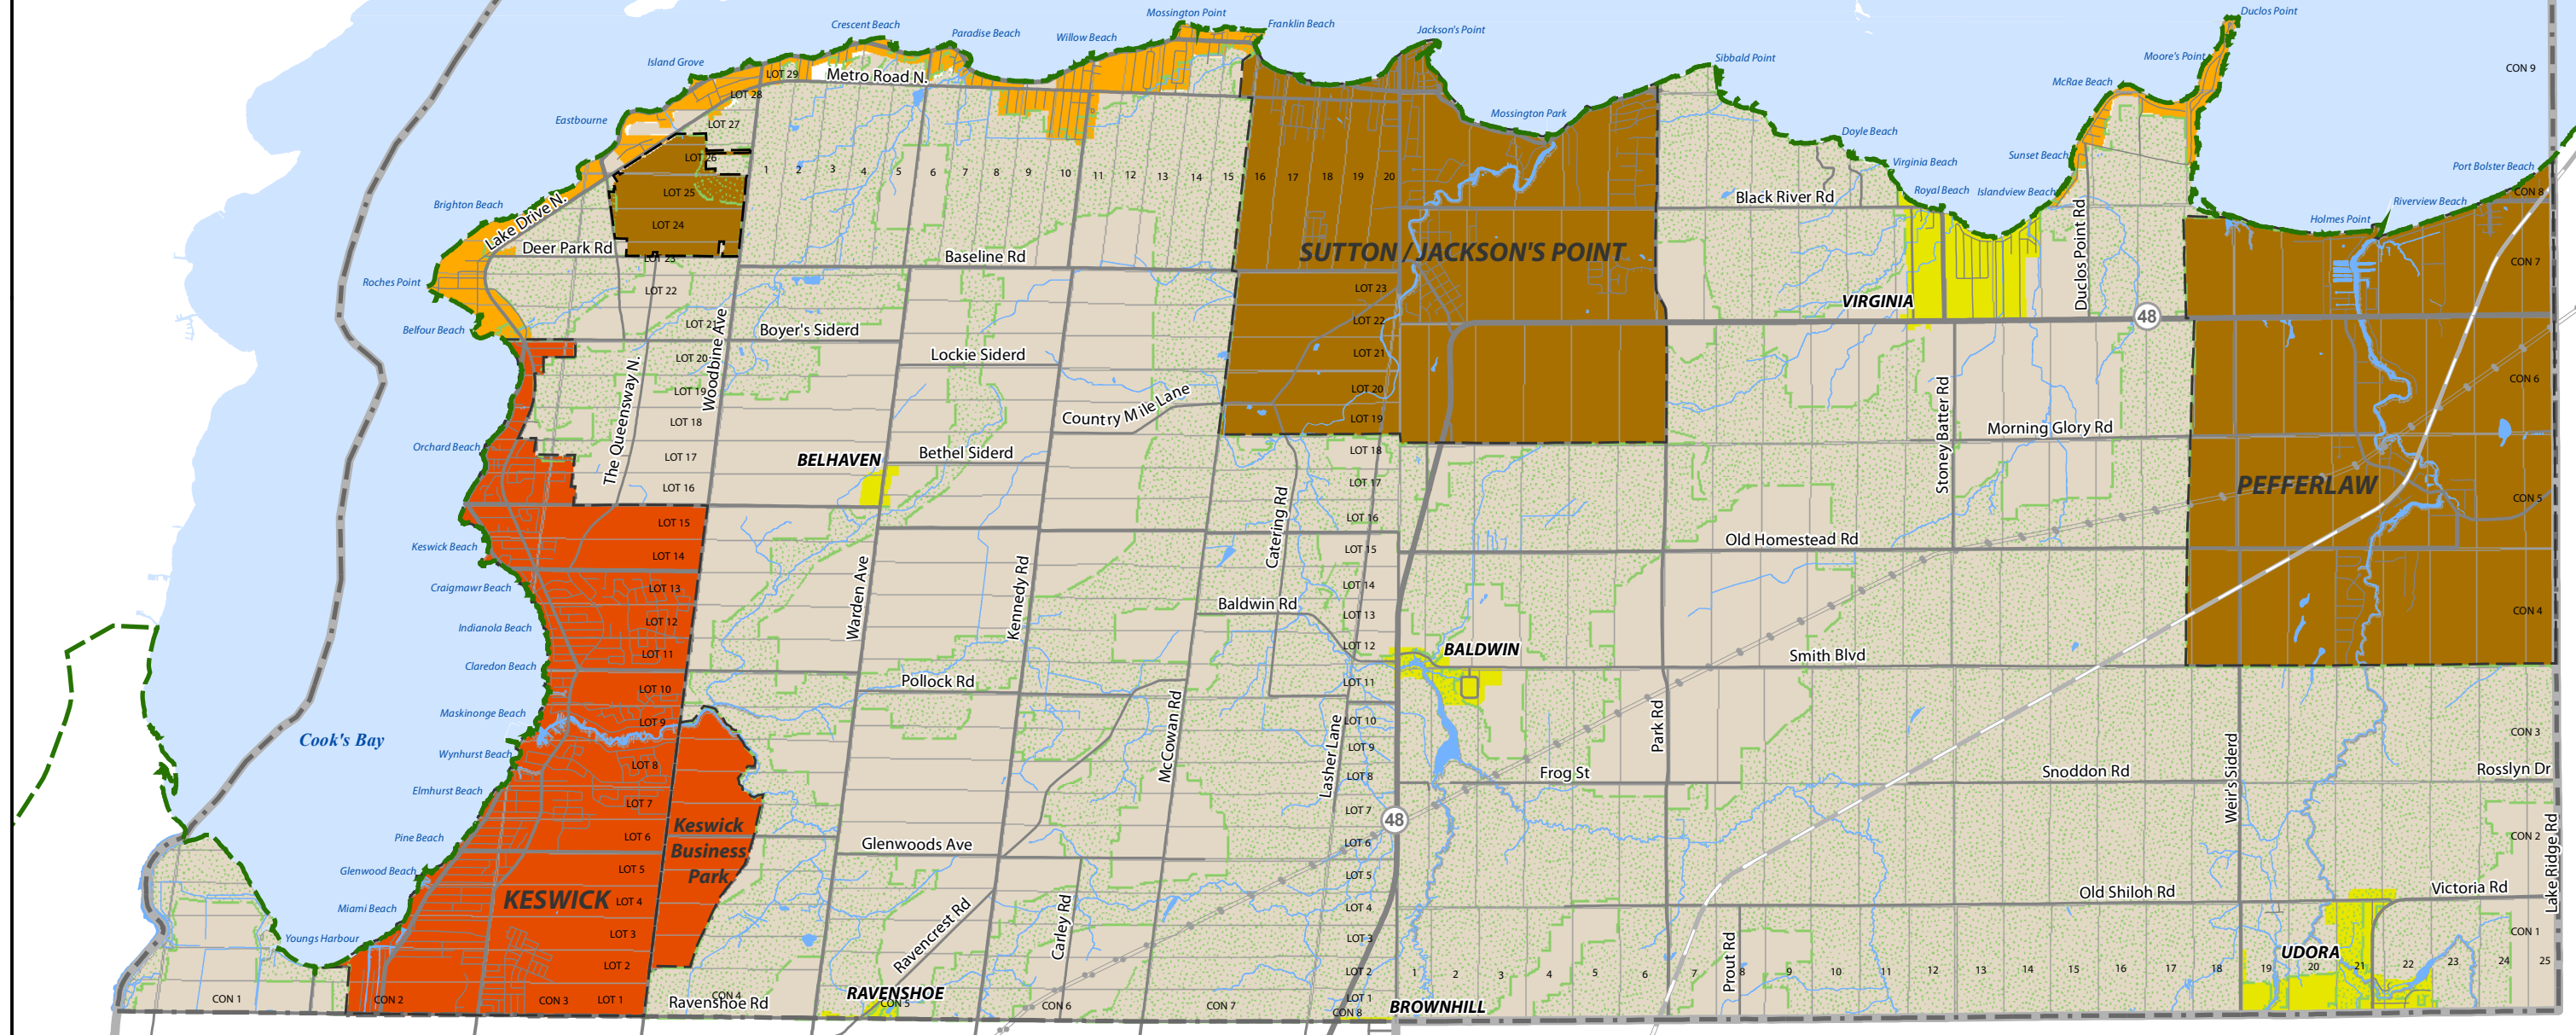 Duclos Point
Mossington Point
Crescent Beach
Franklin Beach
Jackson's Point
Paradise Beach
Willow Beach
Sibbald Point
Moore's Point
Island Grove
CON 9
LOT 29
Metro Road N.
McRae Beach
LOT 28
Mossington Park
Eastbourne
LOT 27
Doyle Beach
LOT 26
Sunset Beach
Virginia Beach
Port Bolster Beach
1 2 3 4 5 6 7 8 9 10 11 12 13 14 15 16 17 18 19 20
LOT 25
Royal Beach
Islandview Beach
CON 8
Black River Rd
Brighton Beach
Riverview Beach
Lake Drive N.
LOT 24
Holmes Point
Deer Park Rd
SUTTON / JACKSON'S POINT
Duclos Point Rd
Baseline Rd
LOT 23
CON 7
Roches Point
LOT 22
LOT 23
VIRGINIA
48
Belfour Beach
LOT 21
Boyer's Siderd
LOT 22
Lockie Siderd
LOT 20
Woodbine Ave
LOT 21
CON 6
LOT 19
LOT 20
Country Mile Lane
Stoney Batter Rd
The Queensway N.
LOT 18
LOT 19
Morning Glory Rd
Orchard Beach
LOT 17
BELHAVEN
Bethel Siderd
LOT 18
LOT 16
LOT 17
PEFFERLAW
CON 5
LOT 15
LOT 16
Catering Rd
Keswick Beach
LOT 14
LOT 15
Old Homestead Rd
Craigmawr Beach
LOT 13
LOT 14
Warden Ave
Kennedy Rd
Baldwin Rd
LOT 13
CON 4
Indianola Beach
LOT 12
LOT 12
BALDWIN
Smith Blvd
Claredon Beach
LOT 11
LOT 11
Pollock Rd
LOT 10
Maskinonge Beach
LOT 9
LOT 10
McCowan Rd
Lasher Lane
Park Rd
Cook's Bay
CON 3
Wynhurst Beach
LOT 8
LOT 9
LOT 8
Frog St
Snoddon Rd
Weir's Siderd
Rosslyn Dr
Elmhurst Beach
LOT 7
LOT 7
48
Keswick
Business
Park
Pine Beach
LOT 6
LOT 6
Glenwoods Ave
CON 2
Lake Ridge Rd
Glenwood Beach
LOT 5
LOT 5
Old Shiloh Rd
Victoria Rd
KESWICK
LOT 4
LOT 4
Miami Beach
Ravencrest Rd
Carley Rd
LOT 3
LOT 3
CON 1
Youngs Harbour
Prout Rd
UDORA
LOT 2
LOT 2
1 2 3 4 5 6 7 8 9 10 11 12 13 14 15 16 17 18 19 20 21 22 23 24 25
RAVENSHOE
CON 1
CON 2
CON 3
LOT 1
CON 4
Ravenshoe Rd
CON 5
CON 6
CON 7
LOT 1
CON 8
BROWNHILL